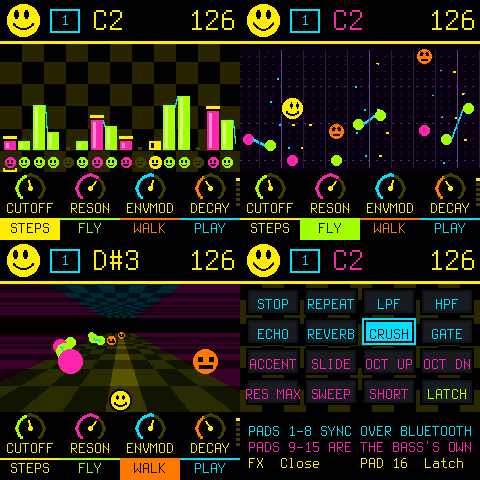 1 C2 126
CUTOFF RESON ENVMOD DECAY
STEPS FLY WALK PLAY
1 C2 126
CUTOFF RESON ENVMOD DECAY
STEPS FLY WALK PLAY
1 D#3 126
CUTOFF RESON ENVMOD DECAY
STEPS FLY WALK PLAY
1 C2 126
STOP REPEAT LPF HPF
ECHO REVERB CRUSH GATE
ACCENT SLIDE OCT UP OCT DN
RES MAX SWEEP SHORT LATCH
PADS 1-8 SYNC OVER BLUETOOTH
PADS 9-15 ARE THE BASS'S OWN
FX Close PAD 16 Latch